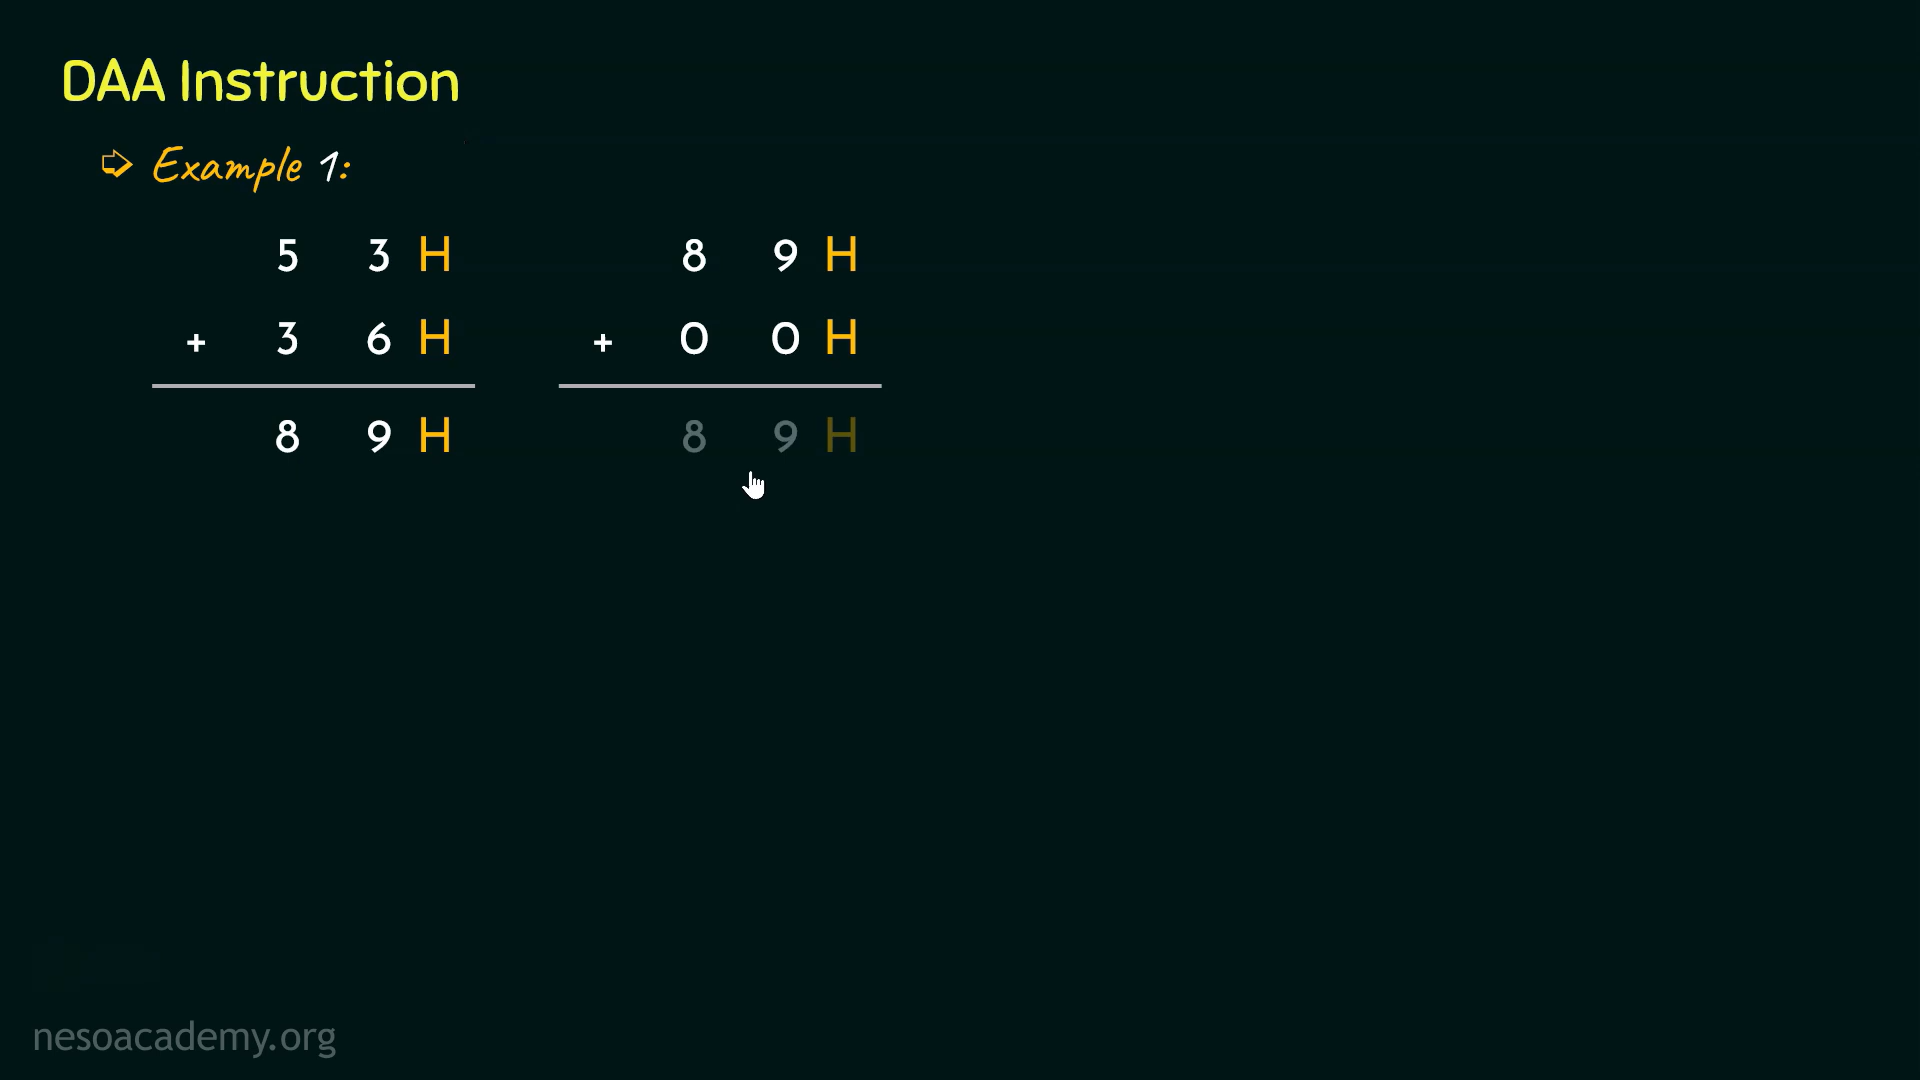 DAA Instruction
➩ Example 1:
5 3 H 8 9 H
+ 3 6 H + 0 0 H
8 9 H 8 9 H
nesoacademy.org